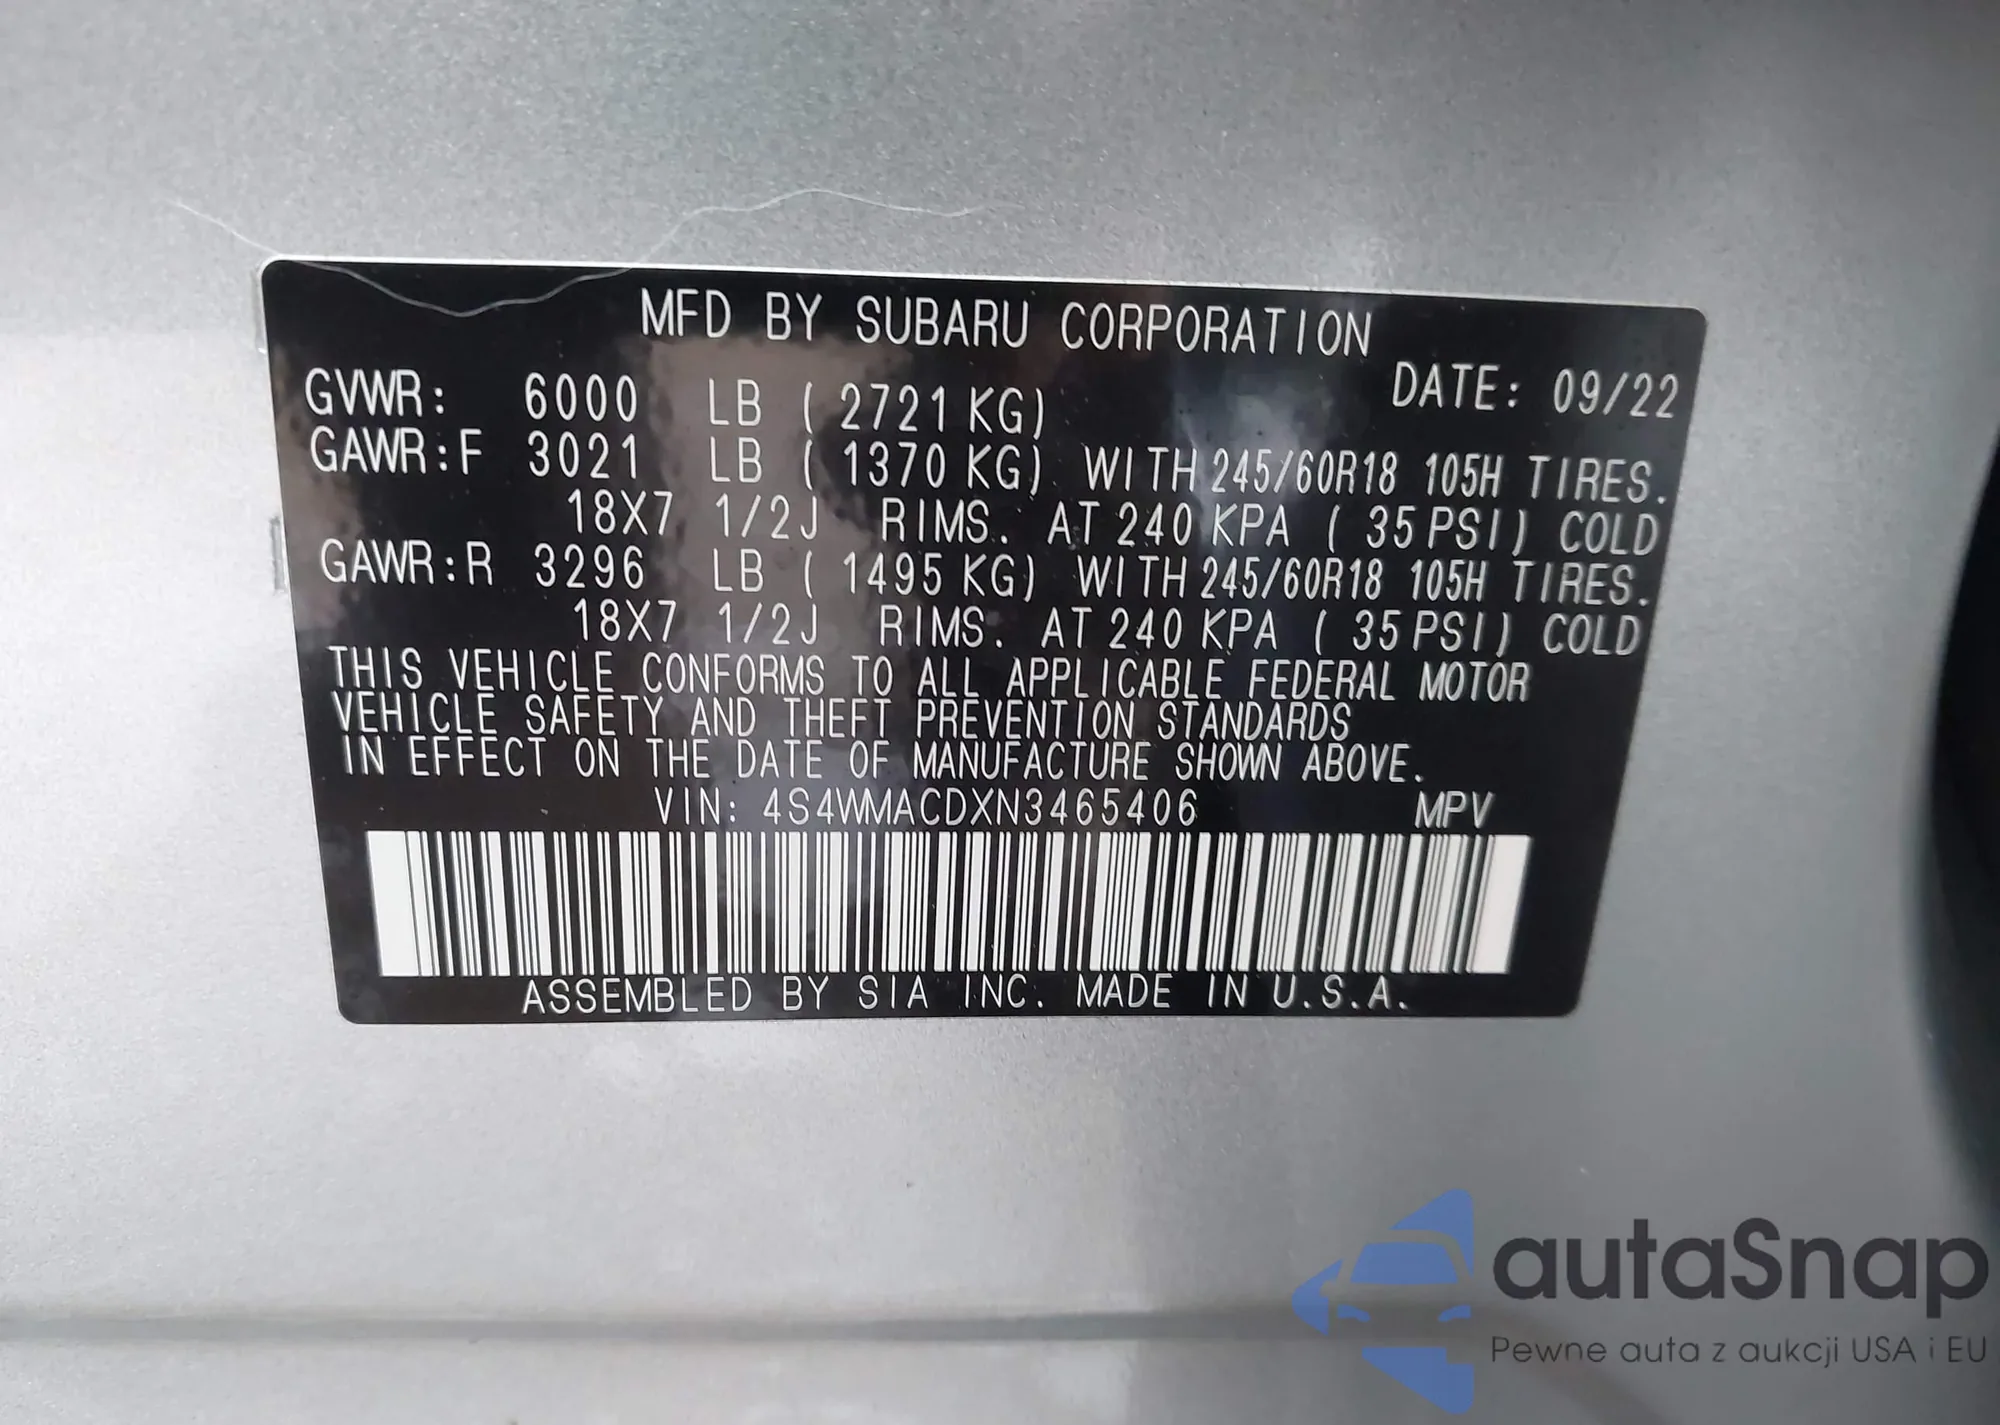 MFD BY SUBARU CORPORATION
DATE: 09/22
GVWR: 6000 LB ( 2721 KG)
GAWR:F 3021 LB ( 1370 KG) WITH 245/60R18 105H TIRES.
18X7 1/2J RIMS. AT 240 KPA ( 35 PSI) COLD
GAWR:R 3296 LB ( 1495 KG) WITH 245/60R18 105H TIRES.
18X7 1/2J RIMS. AT 240 KPA ( 35 PSI) COLD
THIS VEHICLE CONFORMS TO ALL APPLICABLE FEDERAL MOTOR
VEHICLE SAFETY AND THEFT PREVENTION STANDARDS
IN EFFECT ON THE DATE OF MANUFACTURE SHOWN ABOVE.
VIN: 4S4WMACDXN3465406 MPV
ASSEMBLED BY SIA INC. MADE IN U.S.A.
autaSnap
Pewne auta z aukcji USA i EU